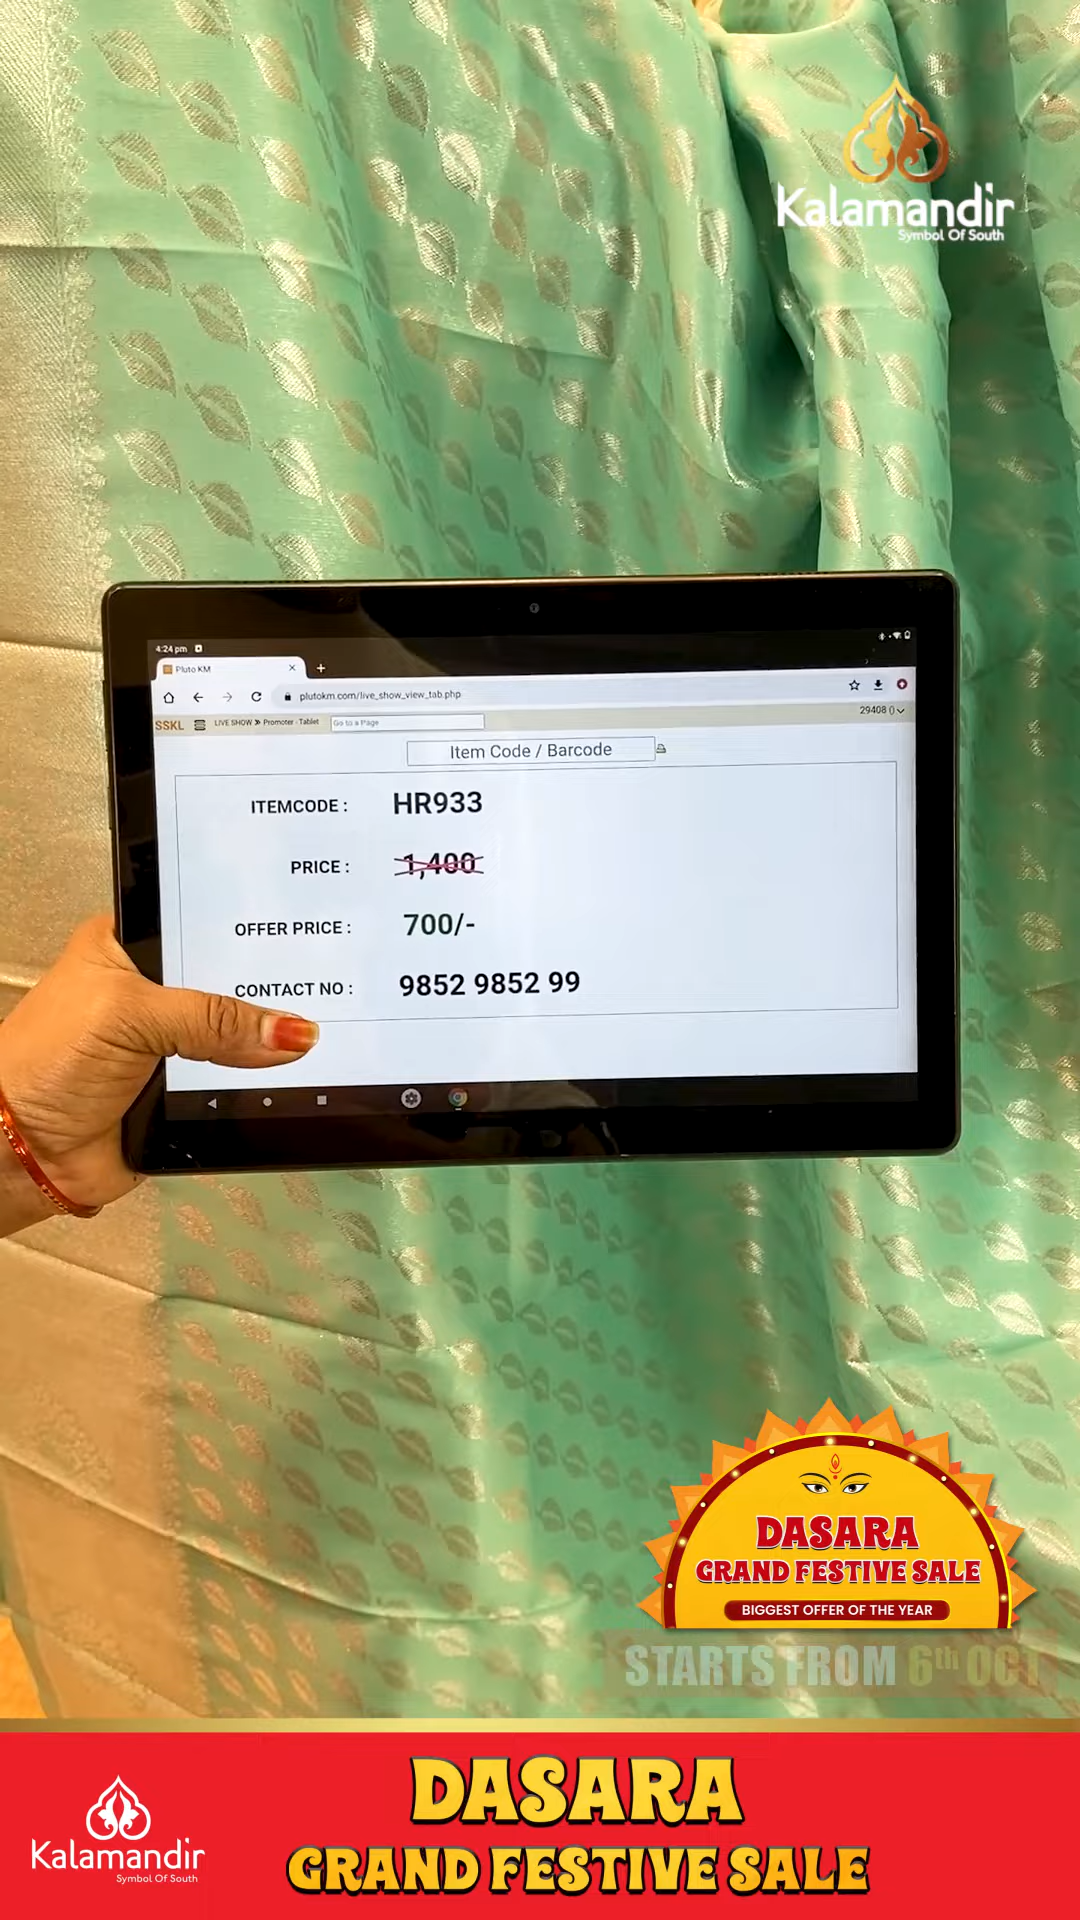 Kalamandir
Symbol Of South
4:24 pm
Pluto KM
plutokm.com/live_show_view_tab.php
SSKL
LIVE SHOW >> Promoter - Tablet
Go to a Page
29408 ()
Item Code / Barcode
ITEMCODE : HR933
PRICE : 1,400
OFFER PRICE : 700/-
CONTACT NO : 9852 9852 99
DASARA
GRAND FESTIVE SALE
BIGGEST OFFER OF THE YEAR
STARTS FROM 6th OCT
Kalamandir
Symbol Of South
DASARA
GRAND FESTIVE SALE